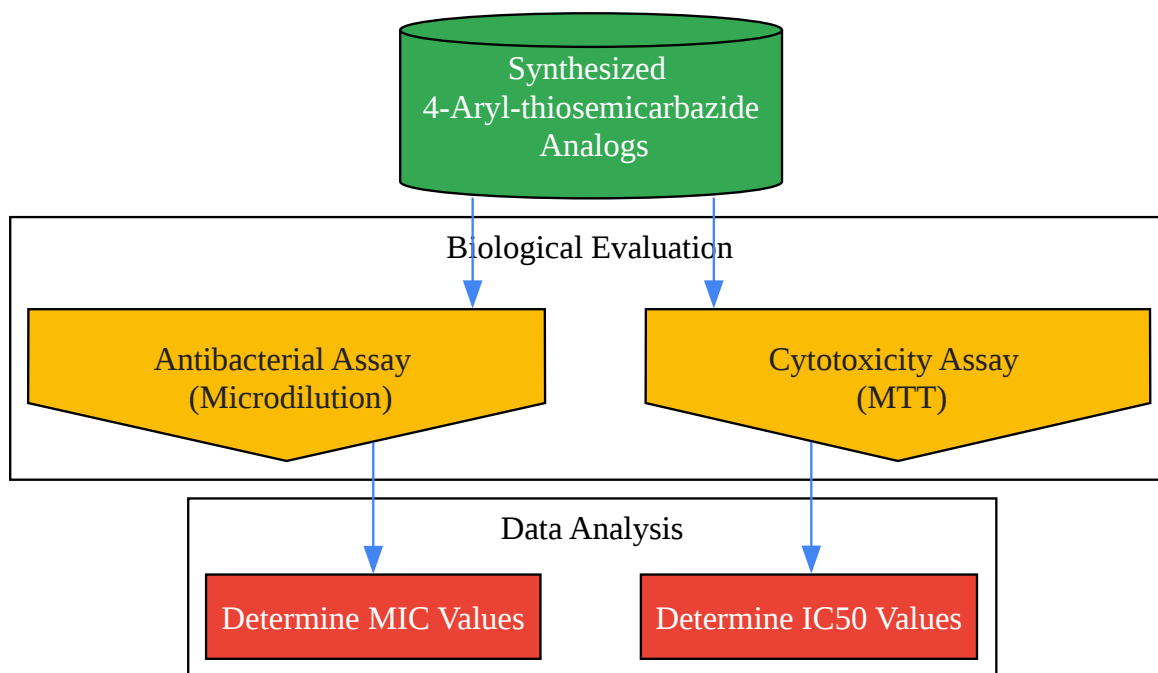 Synthesized
4-Aryl-thiosemicarbazide
Analogs
Biological Evaluation
Antibacterial Assay
(Microdilution)
Cytotoxicity Assay
(MTT)
Data Analysis
Determine MIC Values
Determine IC50 Values